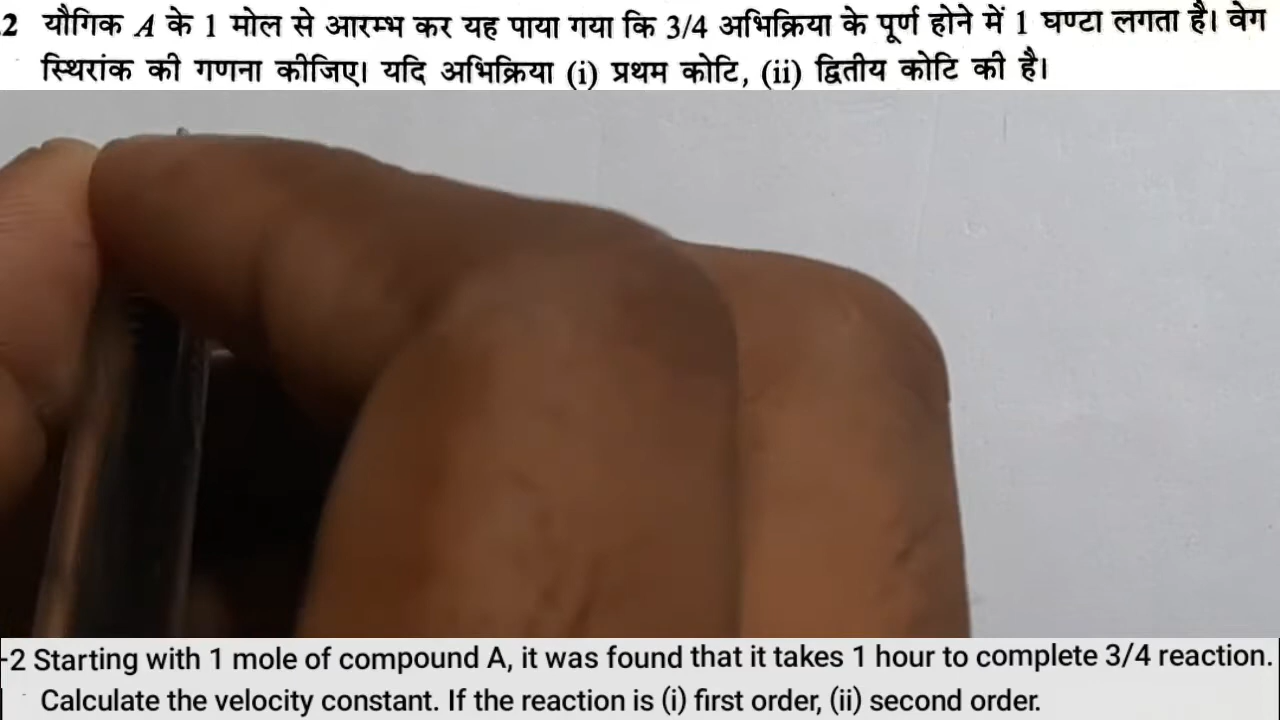 .2 यौगिक A के 1 मोल से आरम्भ कर यह पाया गया कि 3/4 अभिक्रिया के पूर्ण होने में 1 घण्टा लगता है। वेग
स्थिरांक की गणना कीजिए। यदि अभिक्रिया (i) प्रथम कोटि, (ii) द्वितीय कोटि की है।
-2 Starting with 1 mole of compound A, it was found that it takes 1 hour to complete 3/4 reaction.
Calculate the velocity constant. If the reaction is (i) first order, (ii) second order.